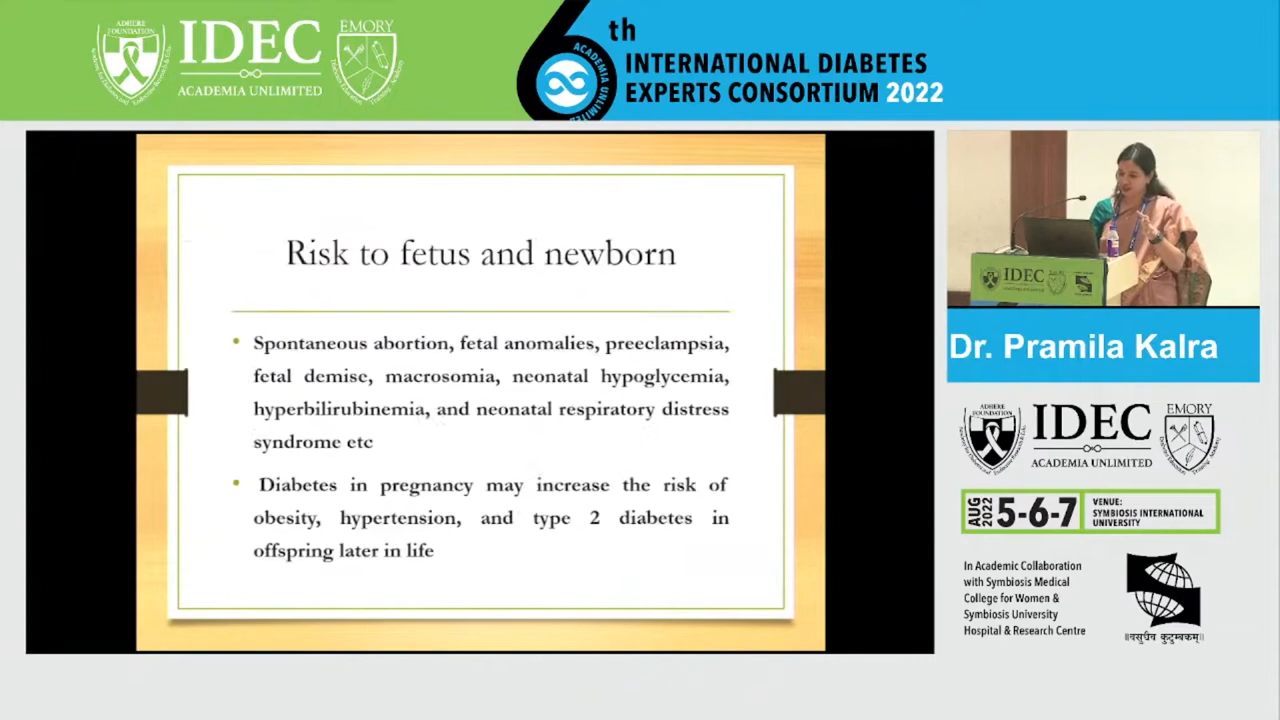 ADHERE
FOUNDATION
IDEC
ACADEMIA UNLIMITED
EMORY
6th
INTERNATIONAL DIABETES
EXPERTS CONSORTIUM 2022
ACADEMIA UNLIMITED
Risk to fetus and newborn
• Spontaneous abortion, fetal anomalies, preeclampsia,
fetal demise, macrosomia, neonatal hypoglycemia,
hyperbilirubinemia, and neonatal respiratory distress
syndrome etc
• Diabetes in pregnancy may increase the risk of
obesity, hypertension, and type 2 diabetes in
offspring later in life
IDEC
Dr. Pramila Kalra
ADHERE
FOUNDATION
IDEC
ACADEMIA UNLIMITED
EMORY
AUG
2022
5-6-7
VENUE:
SYMBIOSIS INTERNATIONAL
UNIVERSITY
In Academic Collaboration
with Symbiosis Medical
College for Women &
Symbiosis University
Hospital & Research Centre
॥वसुधैव कुटुम्बकम्॥